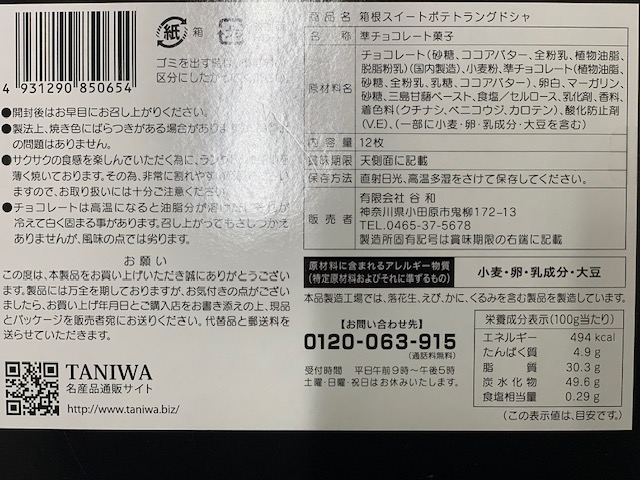 紙
箱
ゴミを出す
区分にした
4 931290 850654
●開封後はお早目にお召し上がりください。
●製法上、焼き色にばらつきがある場合があります
の問題はありません。
●サクサクの食感を楽しんでいただく為に、ラング
薄く焼いております。その為、非常に割れやす
ますので、お取り扱いには十分ご注意ください。
●チョコレートは高温になると油脂分が溶け
冷えて白く固まる事があります。召し上がってもさしつかえ
ありませんが、風味の点では劣ります。
お願い
この度は、本製品をお買い上げいただき誠にありがとうござい
ます。製品には万全を期しておりますが、お気付きの点がござい
ましたら、お買い上げ年月日とご購入店をお書き添えの上、現品
とパッケージを販売者宛にお送りください。代替品と郵送料を
送らせていただきます。
TANIWA
名産品通販サイト
http://www.taniwa.biz/
商品名 箱根スイートポテトラングドシャ
名称 準チョコレート菓子
原材料名 チョコレート(砂糖、ココアバター、全粉乳、植物油脂、
脱脂粉乳)(国内製造)、小麦粉、準チョコレート(植物油脂、
砂糖、全粉乳、乳糖、ココアバター)、卵白、マーガリン、
砂糖、三島甘藷ペースト、食塩/セルロース、乳化剤、香料、
着色料(クチナシ、ベニコウジ、カロテン)、酸化防止剤
(V.E)、(一部に小麦・卵・乳成分・大豆を含む)
内容量 12枚
賞味期限 天側面に記載
保存方法 直射日光、高温多湿をさけて保存してください。
販売者 有限会社 谷和
神奈川県小田原市鬼柳172-13
TEL.0465-37-5678
製造所固有記号は賞味期限の右端に記載
原材料に含まれるアレルギー物質
(特定原材料およびそれに準ずるもの)
小麦・卵・乳成分・大豆
本品製造工場では、落花生、えび、かに、くるみを含む製品を製造しています。
【お問い合わせ先】
0120-063-915
(通話料無料)
受付時間 平日午前9時~午後5時
土曜・日曜・祝日はお休みいたします。
栄養成分表示(100g当たり)
エネルギー 494 kcal
たんぱく質 4.9 g
脂質 30.3 g
炭水化物 49.6 g
食塩相当量 0.29 g
(この表示値は、目安です。)